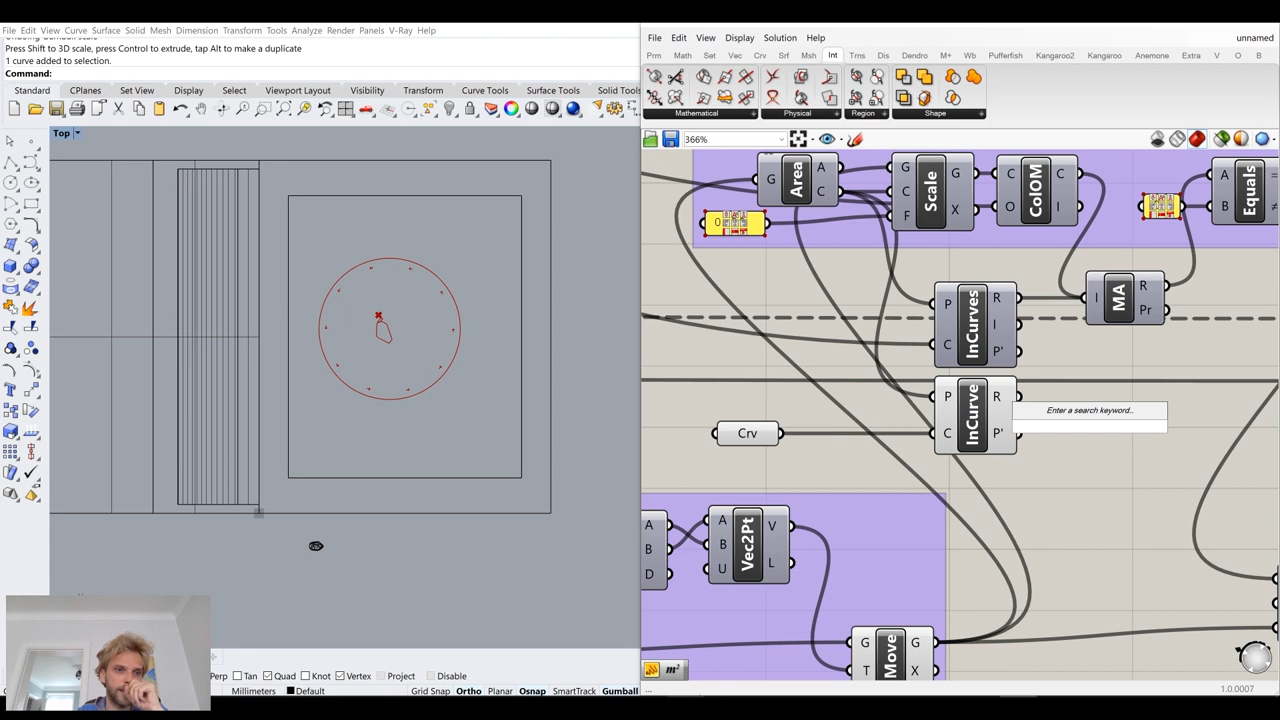 File Edit View Curve Surface Solid Mesh Dimension Transform Tools Analyze Render Panels V-Ray Help
Press Shift to 3D scale, press Control to extrude, tap Alt to make a duplicate
1 curve added to selection.
Command:
Standard CPlanes Set View Display Select Viewport Layout Visibility Transform Curve Tools Surface Tools Solid Tools
Top
Perp Tan Quad Knot Vertex Project Disable
Millimeters Default Grid Snap Ortho Planar Osnap SmartTrack Gumball
File Edit View Display Solution Help unnamed
Prm Math Set Vec Crv Srf Msh Int Trns Dis Dendro M+ Wb Pufferfish Kangaroo2 Kangaroo Anemone Extra V O B
Mathematical Physical Region Shape
366%
G Area A C
G C F Scale G X
C O ColOM C I
A B Equals = ≠
0
P C InCurves R I P'
I MA R Pr
P C InCurve R P'
Enter a search keyword...
Crv
A B D
A B U Vec2Pt V L
G T Move G X
m²
... 1.0.0007